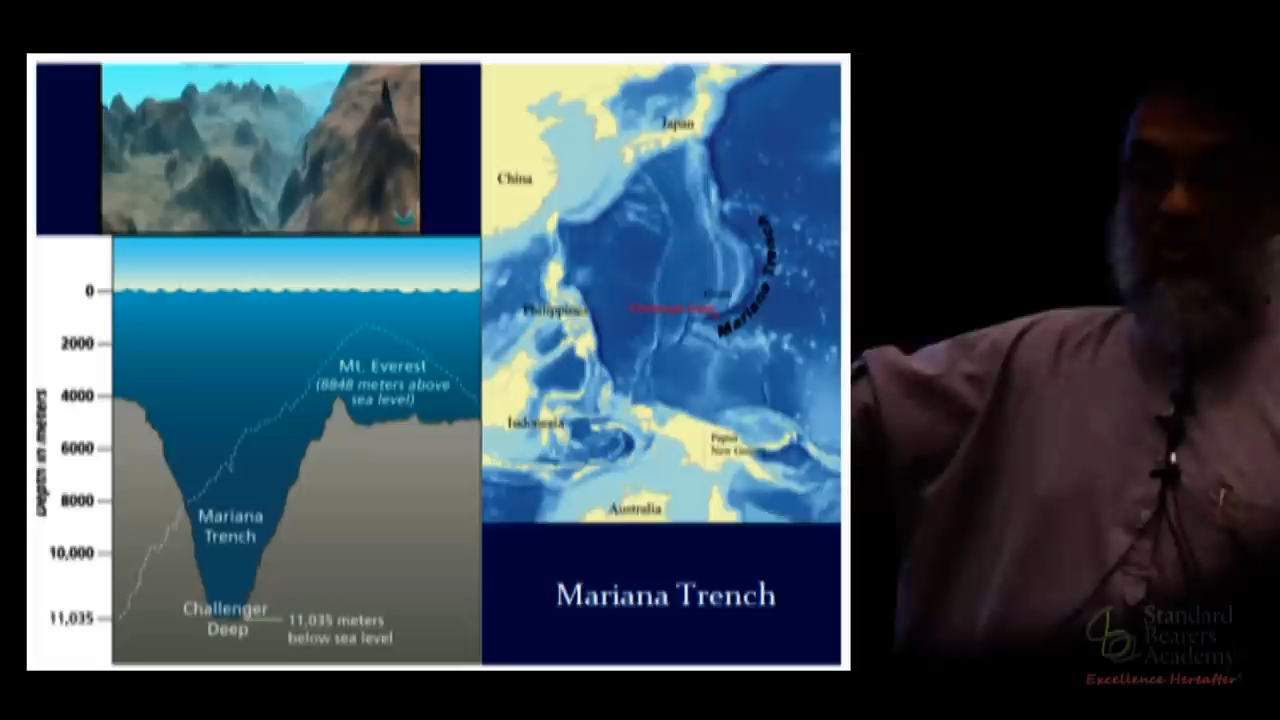 Japan
China
Mariana Trench
Philippines
Indonesia
Papua
New Guinea
Australia
0
2000
4000
6000
8000
10,000
11,035
Depth in meters
Mt. Everest
(8848 meters above
sea level)
Mariana
Trench
Challenger
Deep
11,035 meters
below sea level
Mariana Trench
Standard
Bearers
Academy
Excellence Hereafter